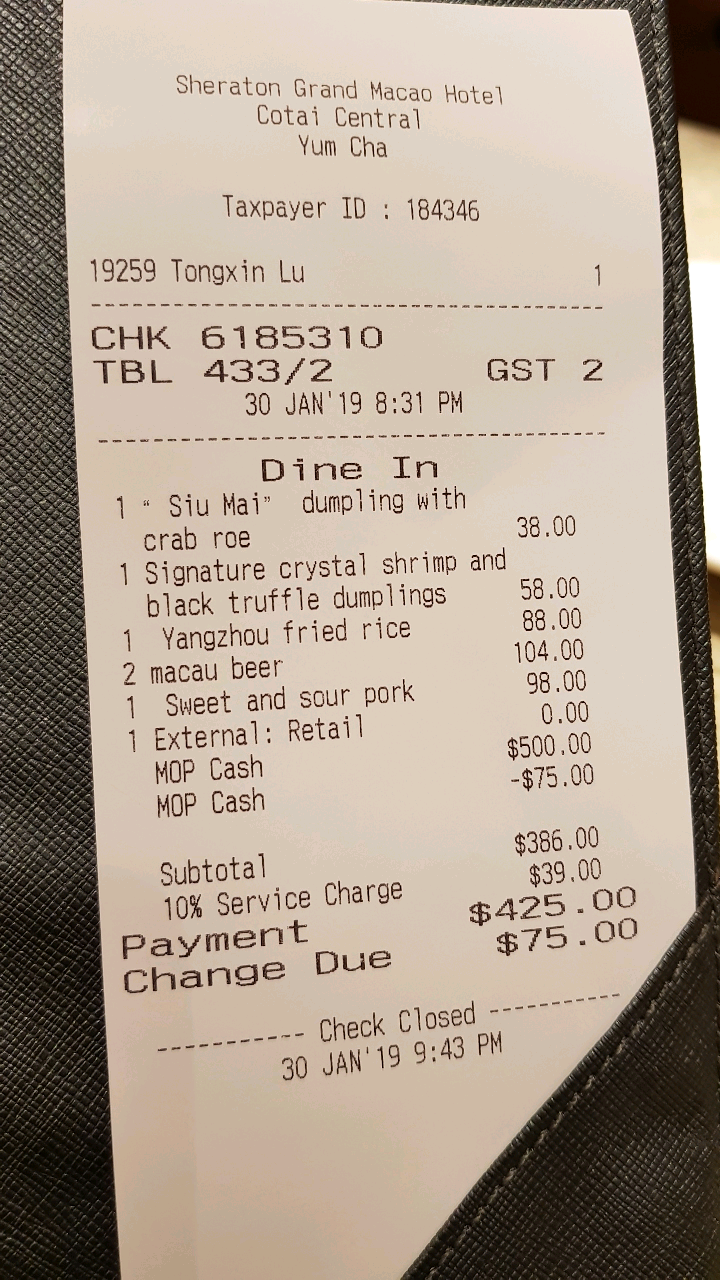 Sheraton Grand Macao Hotel
Cotai Central
Yum Cha
Taxpayer ID : 184346
19259 Tongxin Lu 1
--------------------------------
CHK 6185310
TBL 433/2 GST 2
30 JAN'19 8:31 PM
--------------------------------
Dine In
1 “ Siu Mai” dumpling with
crab roe 38.00
1 Signature crystal shrimp and
black truffle dumplings 58.00
1 Yangzhou fried rice 88.00
2 macau beer 104.00
1 Sweet and sour pork 98.00
1 External: Retail 0.00
MOP Cash $500.00
MOP Cash -$75.00
Subtotal $386.00
10% Service Charge $39.00
Payment $425.00
Change Due $75.00
----------- Check Closed -----------
30 JAN'19 9:43 PM